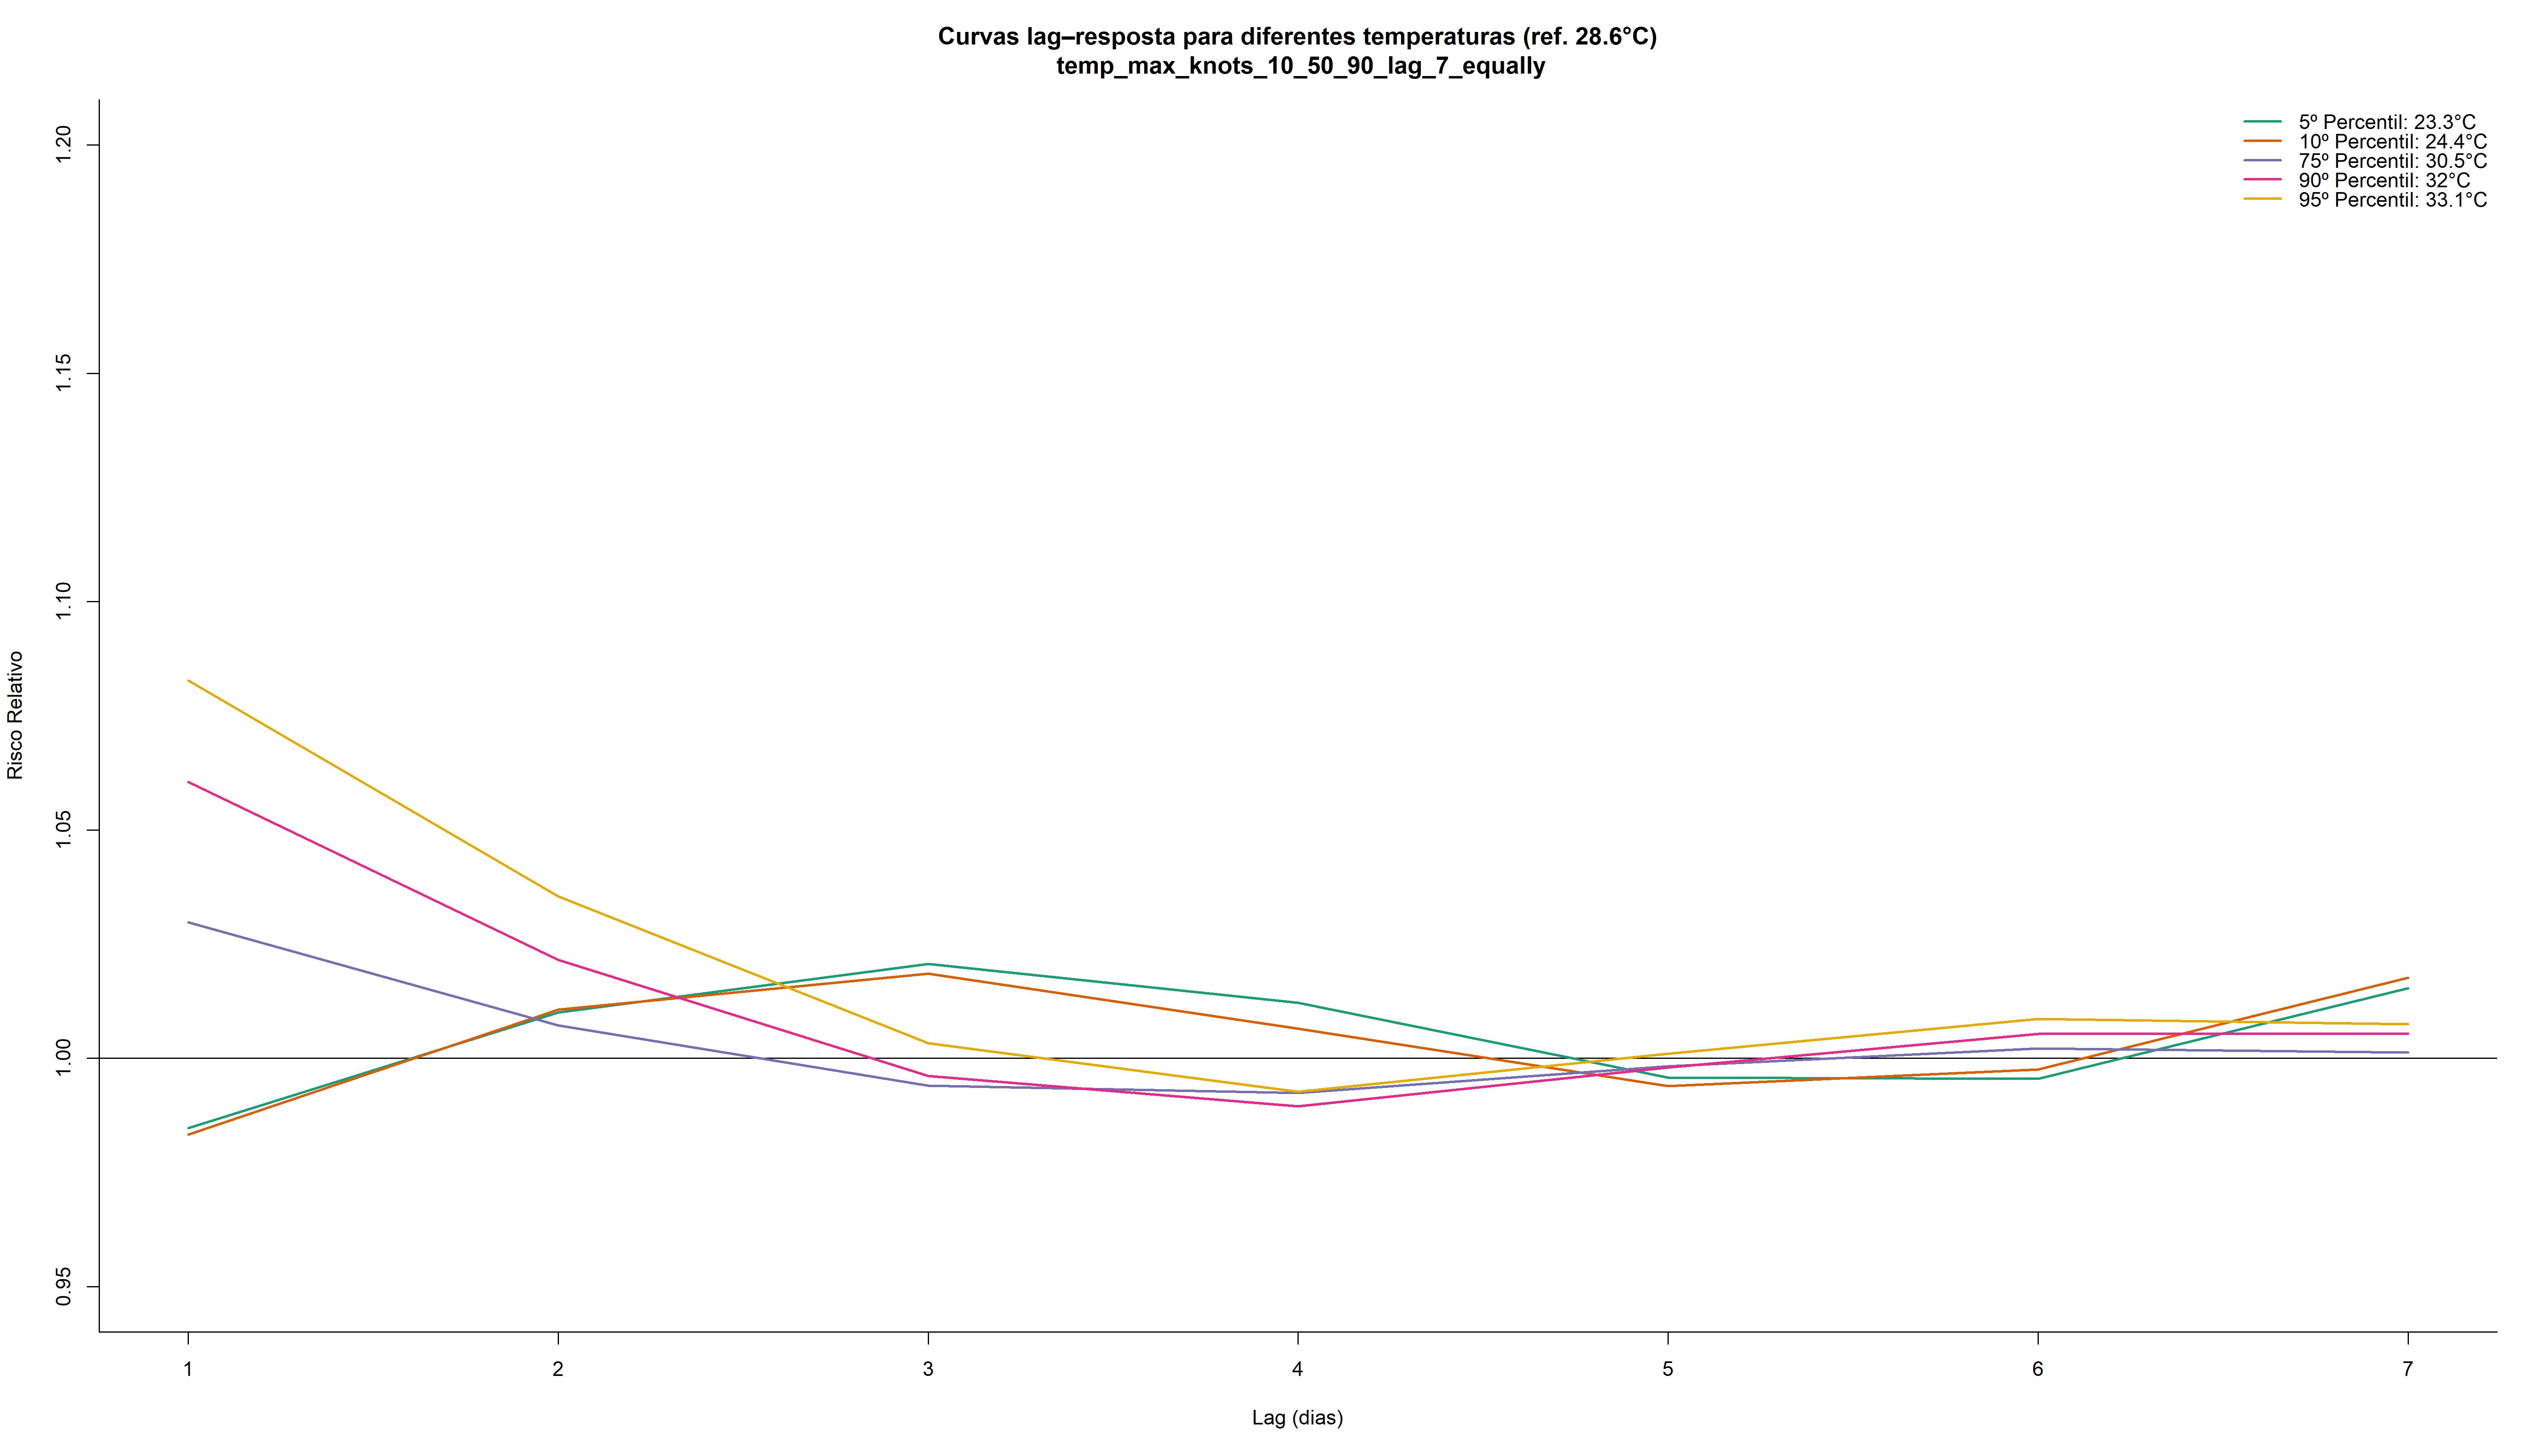 Curvas lag–resposta para diferentes temperaturas (ref. 28.6°C)
temp_max_knots_10_50_90_lag_7_equally
5º Percentil: 23.3°C
10º Percentil: 24.4°C
75º Percentil: 30.5°C
90º Percentil: 32°C
95º Percentil: 33.1°C
Risco Relativo
1.20
1.15
1.10
1.05
1.00
0.95
1 2 3 4 5 6 7
Lag (dias)